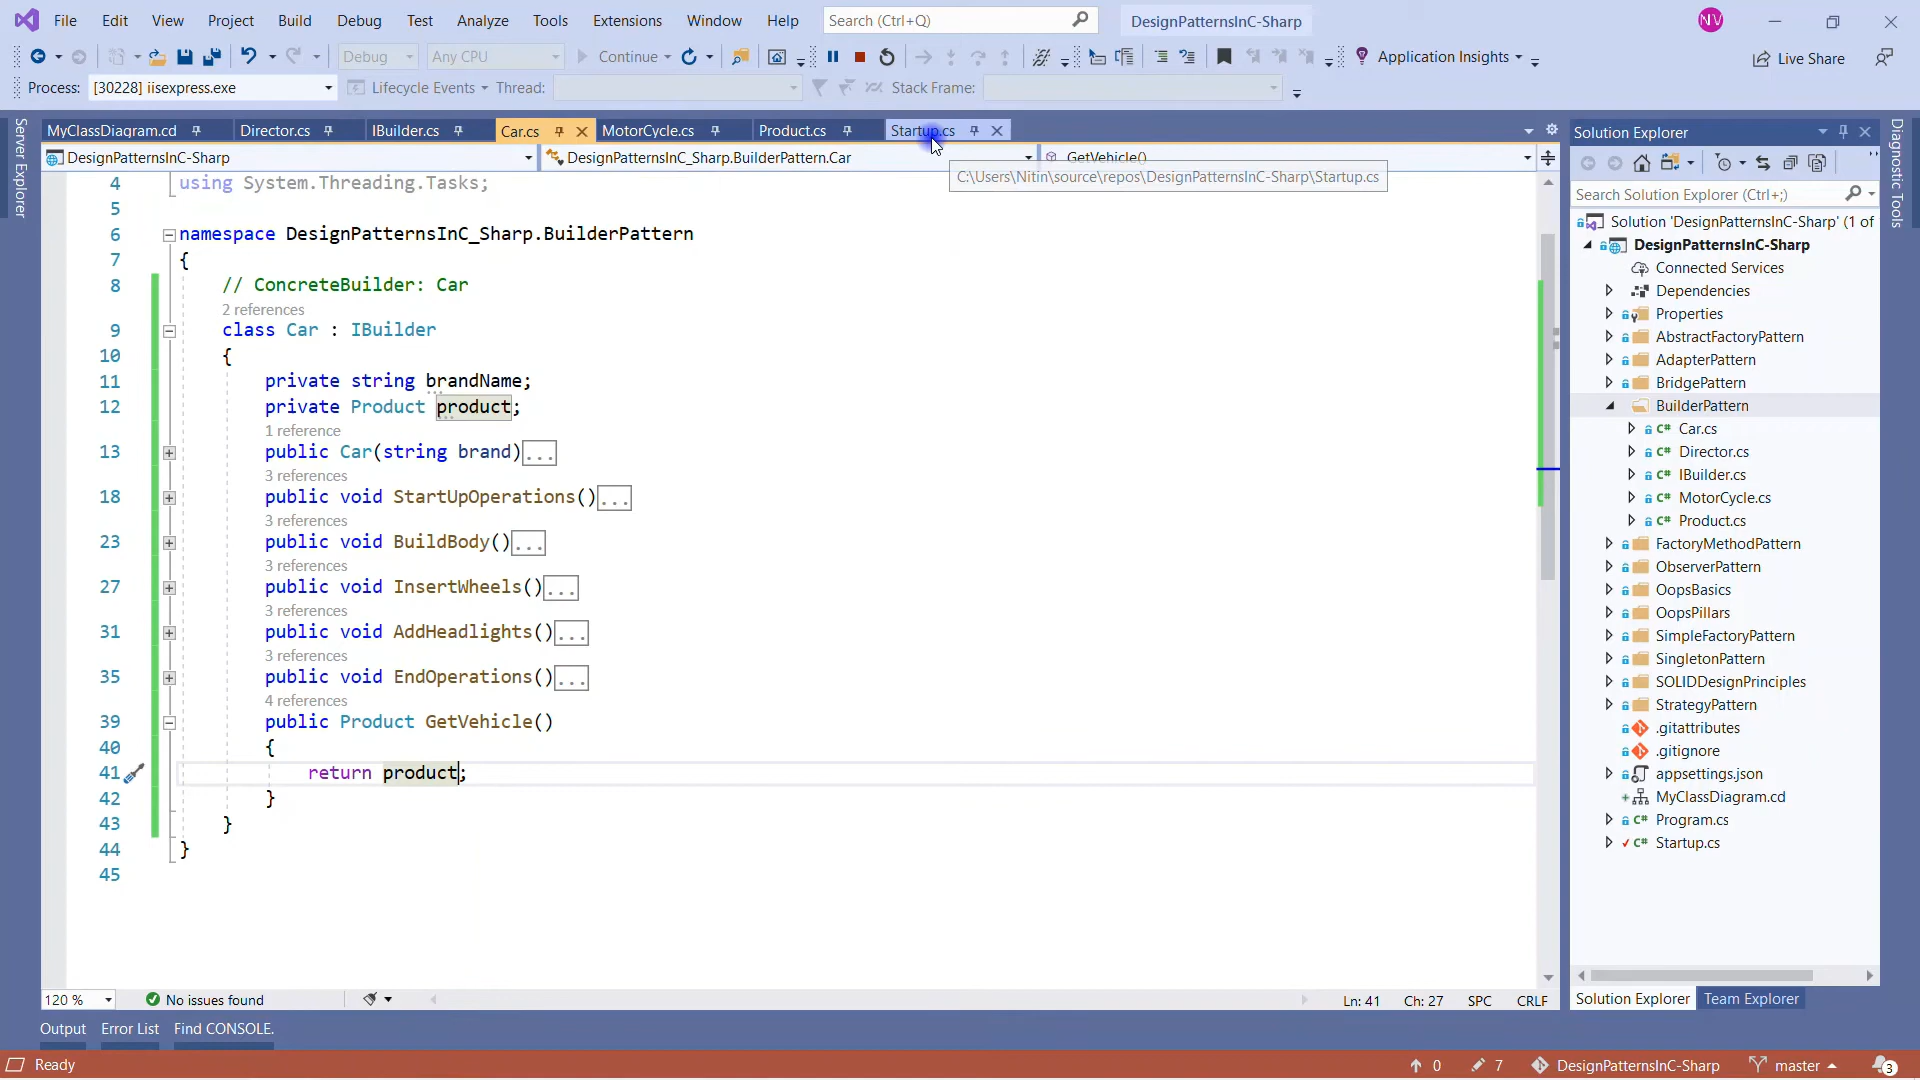 File Edit View Project Build Debug Test Analyze Tools Extensions Window Help Search (Ctrl+Q) DesignPatternsInC-Sharp NV
Debug Any CPU Continue Application Insights Live Share
Process: [30228] iisexpress.exe Lifecycle Events Thread: Stack Frame:
MyClassDiagram.cd Director.cs IBuilder.cs Car.cs MotorCycle.cs Product.cs Startup.cs
DesignPatternsInC-Sharp DesignPatternsInC_Sharp.BuilderPattern.Car GetVehicle()
C:\Users\Nitin\source\repos\DesignPatternsInC-Sharp\Startup.cs
Server Explorer
4 using System.Threading.Tasks;
5
6 namespace DesignPatternsInC_Sharp.BuilderPattern
7 {
8 // ConcreteBuilder: Car
2 references
9 class Car : IBuilder
10 {
11 private string brandName;
12 private Product product;
1 reference
13 public Car(string brand)...
3 references
18 public void StartUpOperations()...
3 references
23 public void BuildBody()...
3 references
27 public void InsertWheels()...
3 references
31 public void AddHeadlights()...
3 references
35 public void EndOperations()...
4 references
39 public Product GetVehicle()
40 {
41 return product;
42 }
43 }
44 }
45
120 % No issues found Ln: 41 Ch: 27 SPC CRLF
Solution Explorer
Search Solution Explorer (Ctrl+;)
Solution 'DesignPatternsInC-Sharp' (1 of
DesignPatternsInC-Sharp
Connected Services
Dependencies
Properties
AbstractFactoryPattern
AdapterPattern
BridgePattern
BuilderPattern
C# Car.cs
C# Director.cs
C# IBuilder.cs
C# MotorCycle.cs
C# Product.cs
FactoryMethodPattern
ObserverPattern
OopsBasics
OopsPillars
SimpleFactoryPattern
SingletonPattern
SOLIDDesignPrinciples
StrategyPattern
.gitattributes
.gitignore
appsettings.json
MyClassDiagram.cd
C# Program.cs
C# Startup.cs
Solution Explorer Team Explorer
Diagnostic Tools
Output Error List Find CONSOLE.
Ready 0 7 DesignPatternsInC-Sharp master 3